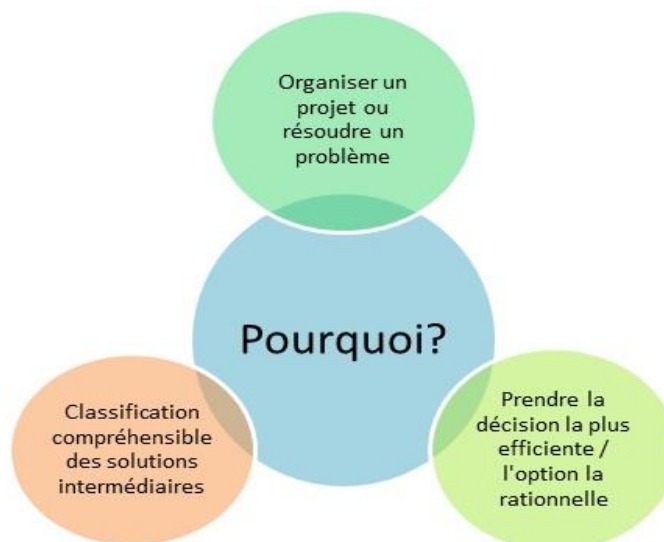 Organiser un
projet ou
résoudre un
problème
Pourquoi?
Classification
compréhensible
des solutions
intermédiaires
Prendre la
décision la plus
efficiente /
l'option la
rationnelle